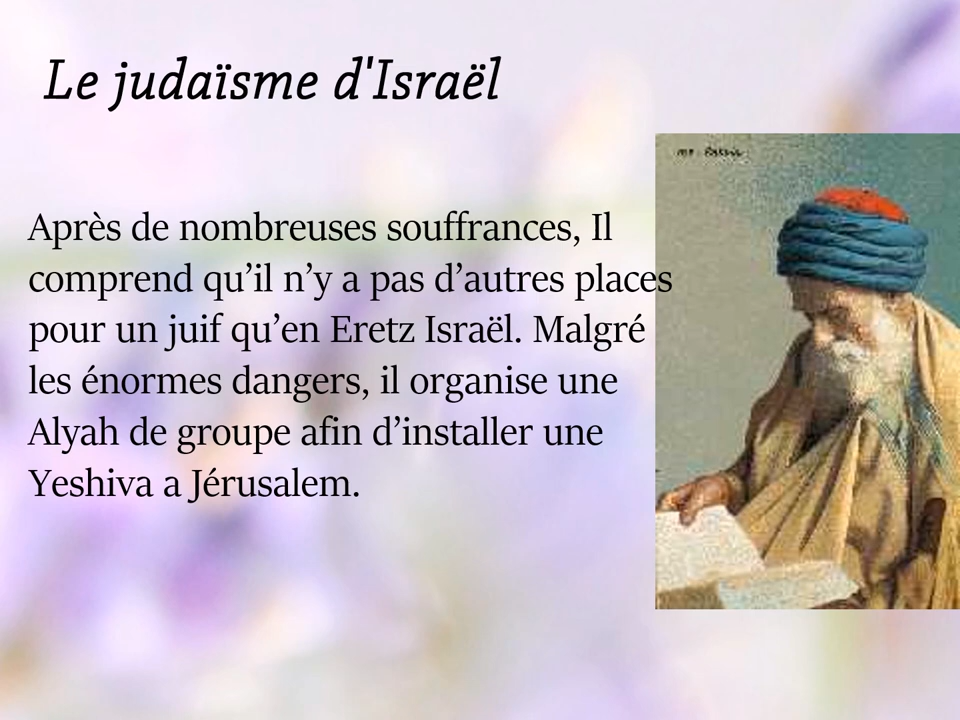 Le judaïsme d'Israël
Après de nombreuses souffrances, Il
comprend qu’il n’y a pas d’autres places
pour un juif qu’en Eretz Israël. Malgré
les énormes dangers, il organise une
Alyah de groupe afin d’installer une
Yeshiva a Jérusalem.